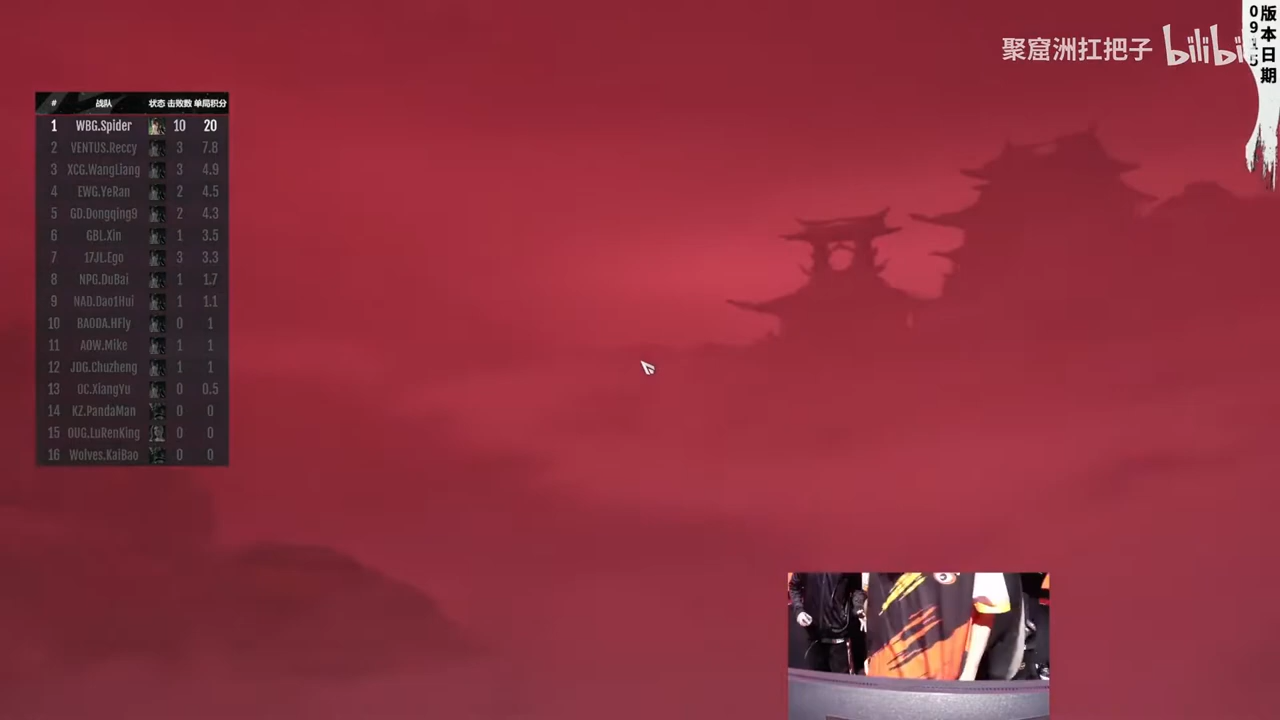 聚窟洲扛把子 bilibili
版本日期
0915
# 战队 状态 击败数 单局积分
1 WBG.Spider 10 20
2 VENTUS.Reccy 3 7.8
3 XCG.WangLiang 3 4.9
4 EWG.YeRan 2 4.5
5 GD.Dongqing9 2 4.3
6 GBL.Xin 1 3.5
7 17JL.Ego 3 3.3
8 NPG.DuBai 1 1.7
9 NAD.Dao1Hui 1 1.1
10 BAODA.HFly 0 1
11 AOW.Mike 1 1
12 JDG.Chuzheng 1 1
13 OC.XiangYu 0 0.5
14 KZ.PandaMan 0 0
15 OUG.LuRenKing 0 0
16 Wolves.KaiBao 0 0